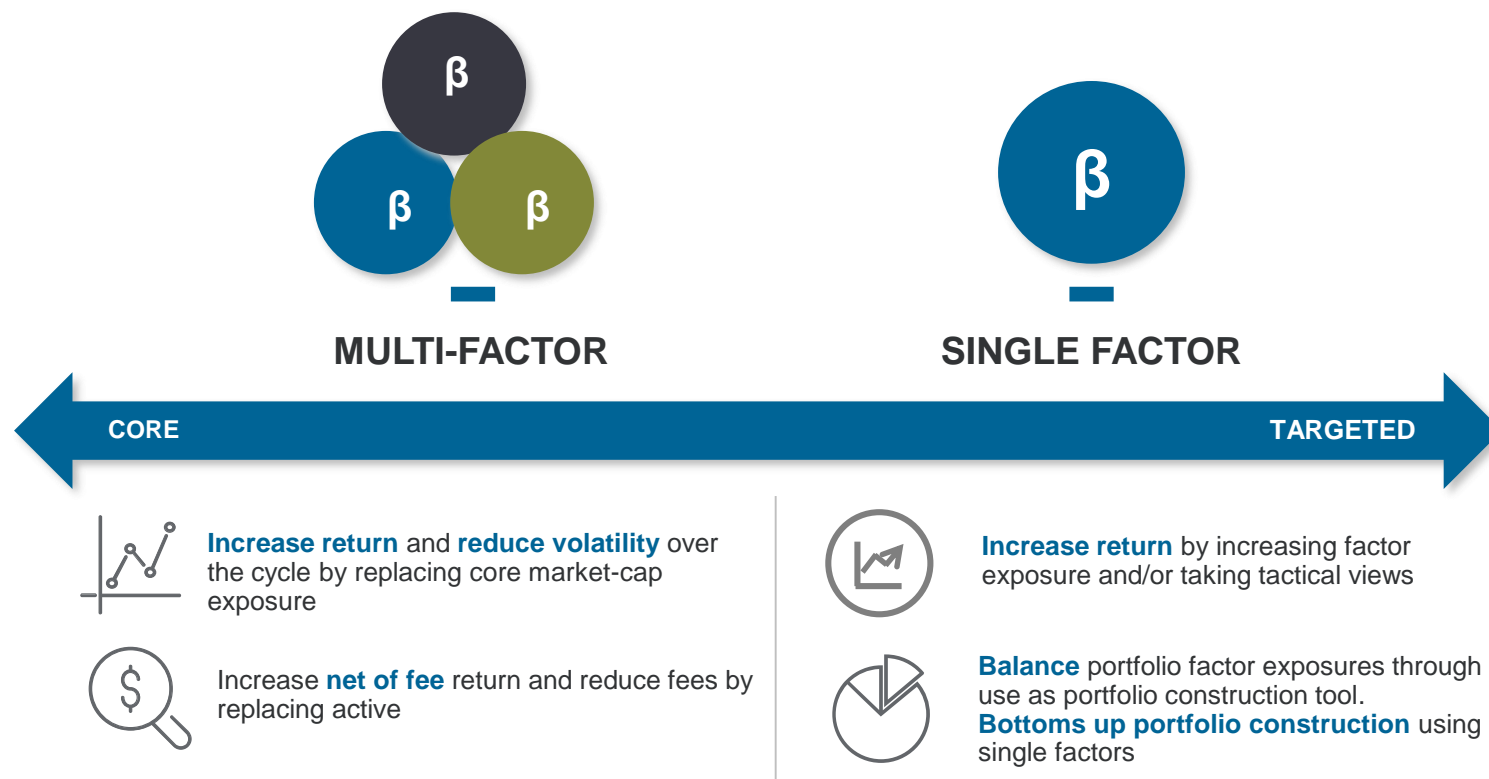 β
β
β
β
MULTI-FACTOR
SINGLE FACTOR
CORE
TARGETED
Increase return and reduce volatility over
the cycle by replacing core market-cap
exposure
$
Increase net of fee return and reduce fees by
replacing active
Increase return by increasing factor
exposure and/or taking tactical views
Balance portfolio factor exposures through
use as portfolio construction tool.
Bottoms up portfolio construction using
single factors